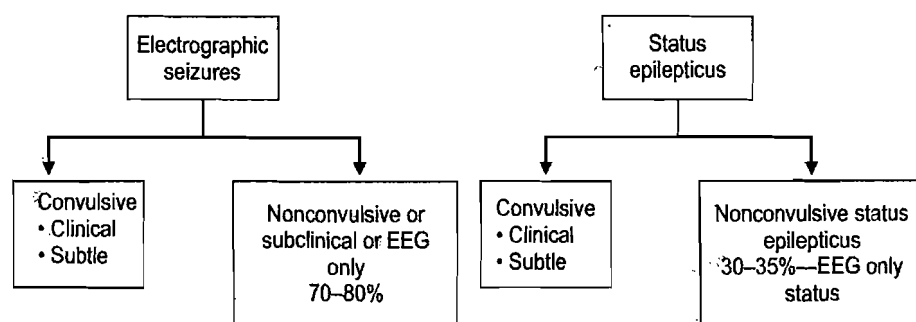 Electrographic
seizures
Status
epilepticus
Convulsive
• Clinical
• Subtle
Nonconvulsive or
subclinical or EEG
only
70–80%
Convulsive
• Clinical
• Subtle
Nonconvulsive status
epilepticus
30–35%—EEG only
status